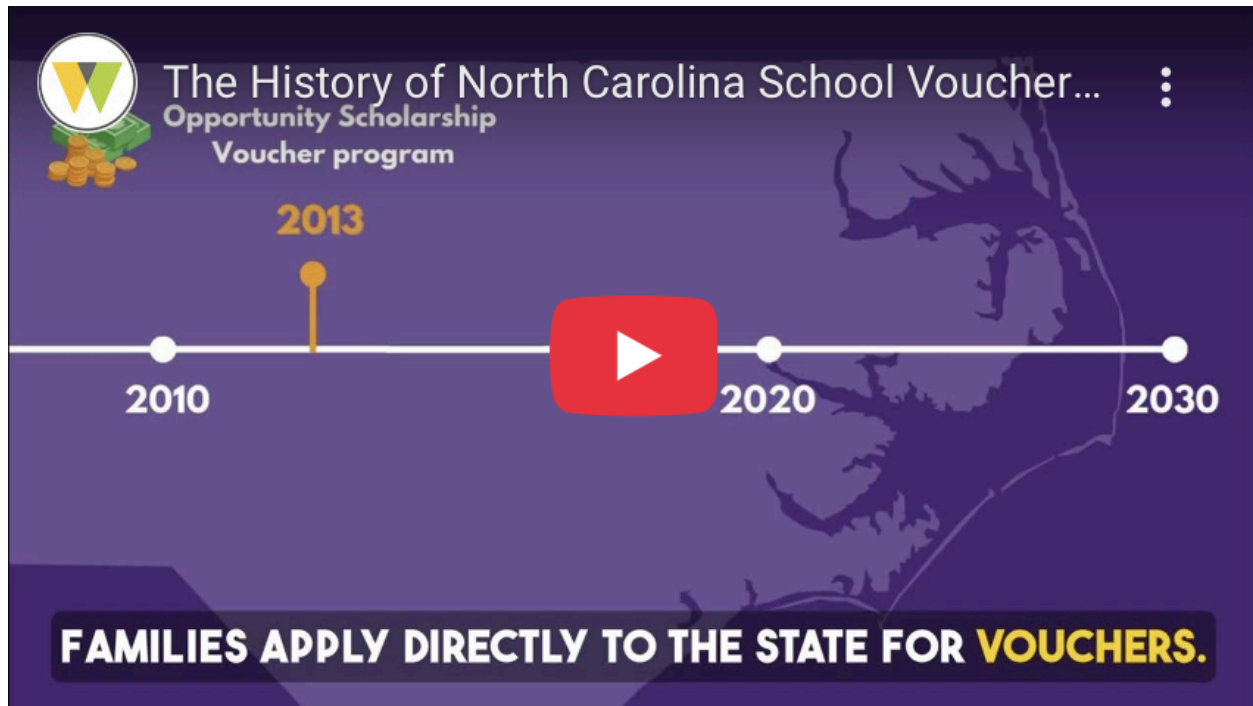 The History of North Carolina School Voucher...
Opportunity Scholarship
Voucher program
2013
2010
2020
2030
FAMILIES APPLY DIRECTLY TO THE STATE FOR VOUCHERS.